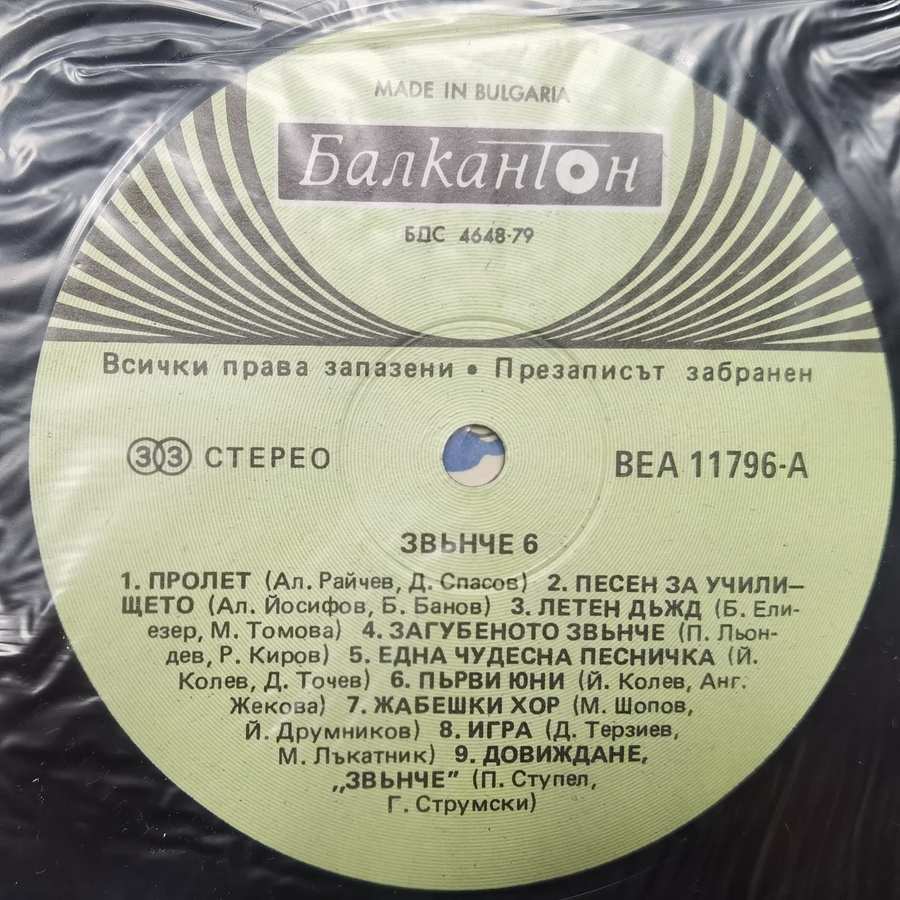 MADE IN BULGARIA
Балкантон
БДС 4648-79
Всички права запазени • Презаписът забранен
33 СТЕРЕО
ВЕА 11796-А
ЗВЪНЧЕ 6
1. ПРОЛЕТ (Ал. Райчев, Д. Спасов) 2. ПЕСЕН ЗА УЧИЛИ–
ЩЕТО (Ал. Йосифов, Б. Банов) 3. ЛЕТЕН ДЪЖД (Б. Ели-
езер, М. Томова) 4. ЗАГУБЕНОТО ЗВЪНЧЕ (П. Льон-
дев, Р. Киров) 5. ЕДНА ЧУДЕСНА ПЕСНИЧКА (Й.
Колев, Д. Точев) 6. ПЪРВИ ЮНИ (Й. Колев, Анг.
Жекова) 7. ЖАБЕШКИ ХОР (М. Шопов,
Й. Друмников) 8. ИГРА (Д. Терзиев,
М. Лъкатник) 9. ДОВИЖДАНЕ,
„ЗВЪНЧЕ” (П. Ступел,
Г. Струмски)